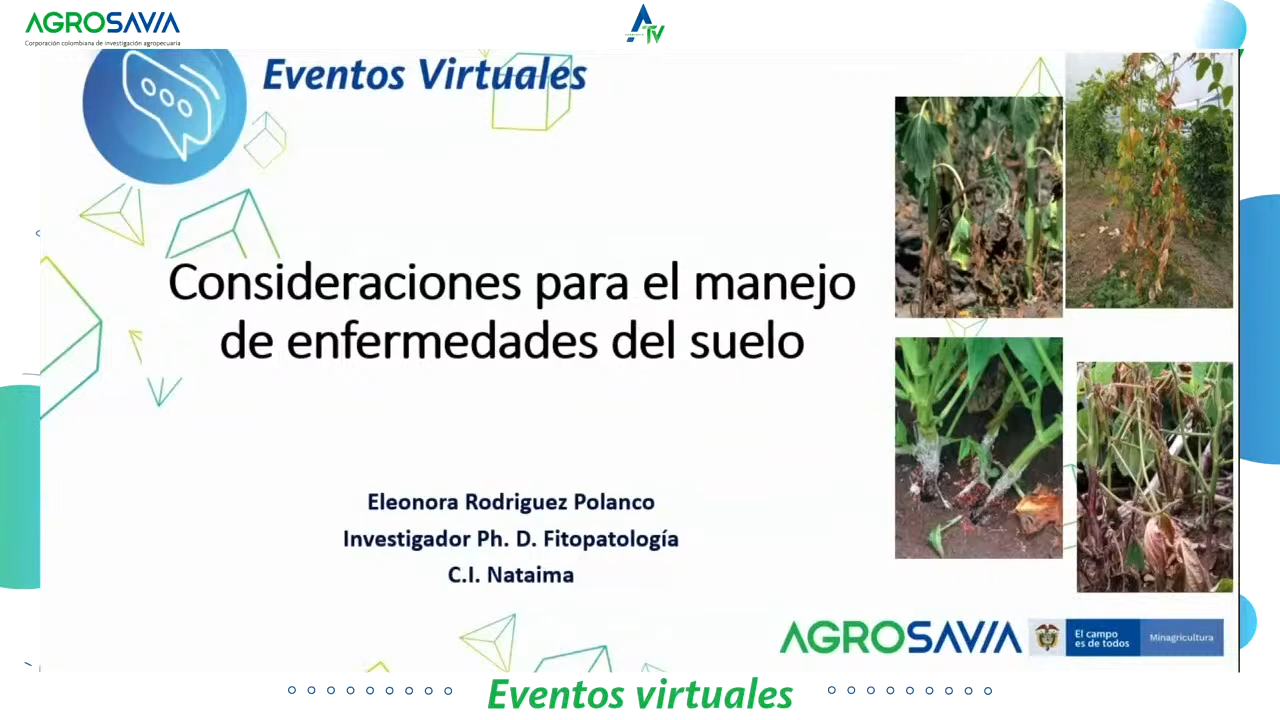 AGROSAVIA
Corporación colombiana de investigación agropecuaria
ATV
Eventos Virtuales
Consideraciones para el manejo
de enfermedades del suelo
Eleonora Rodriguez Polanco
Investigador Ph. D. Fitopatología
C.I. Nataima
AGROSAVIA
El campo
es de todos
Minagricultura
Eventos virtuales